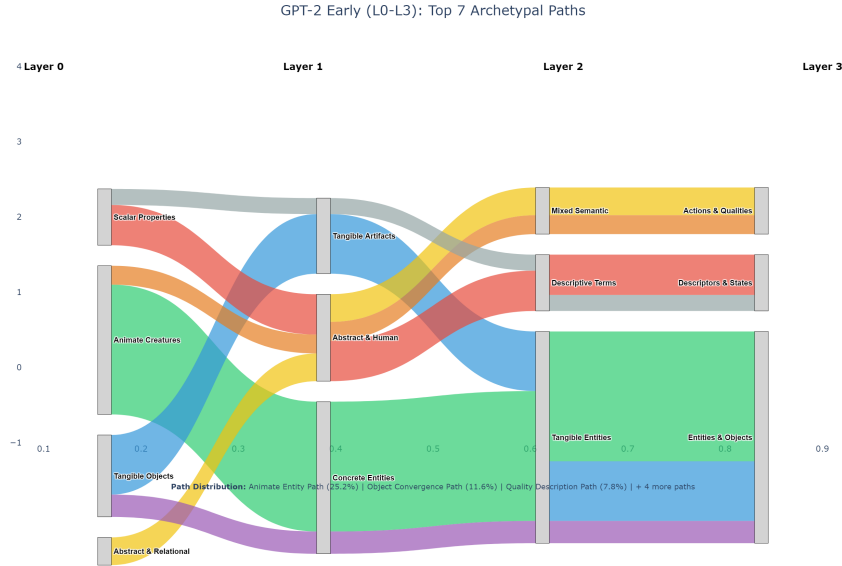 GPT-2 Early (L0-L3): Top 7 Archetypal Paths
4
Layer 0
Layer 1
Layer 2
Layer 3
3
2
1
0
−1
Scalar Properties
Tangible Artifacts
Mixed Semantic
Actions & Qualities
Animate Creatures
Abstract & Human
Descriptive Terms
Descriptors & States
Tangible Objects
Concrete Entities
Tangible Entities
Entities & Objects
Abstract & Relational
0.1
0.2
0.3
0.4
0.5
0.6
0.7
0.8
0.9
Path Distribution: Animate Entity Path (25.2%) | Object Convergence Path (11.6%) | Quality Description Path (7.8%) | + 4 more paths